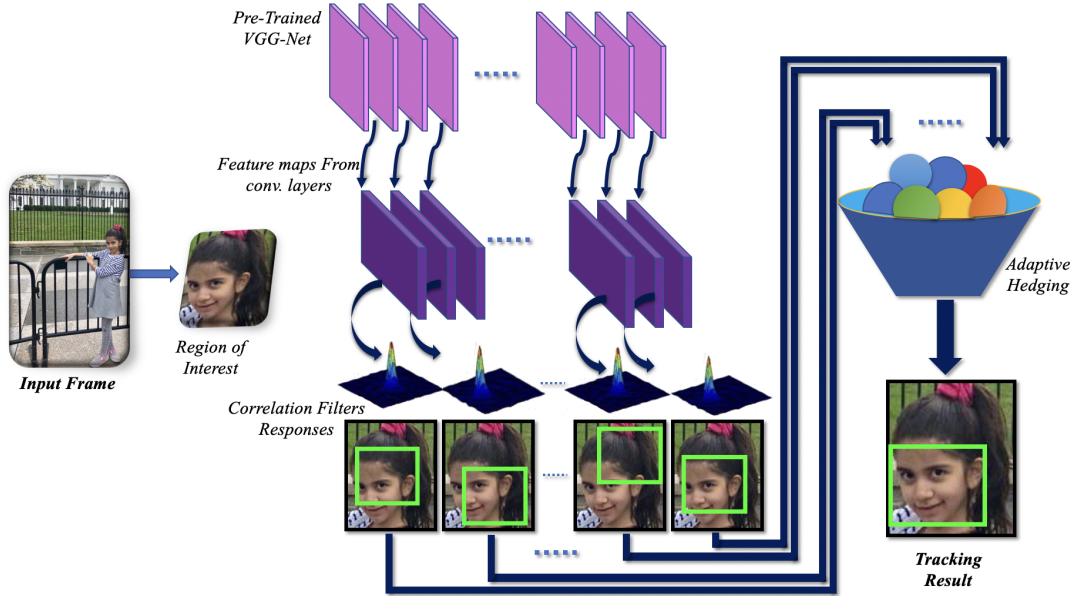 Pre-Trained
VGG-Net
Feature maps From
conv. layers
Input Frame
Region of
Interest
Correlation Filters
Responses
Adaptive
Hedging
Tracking
Result